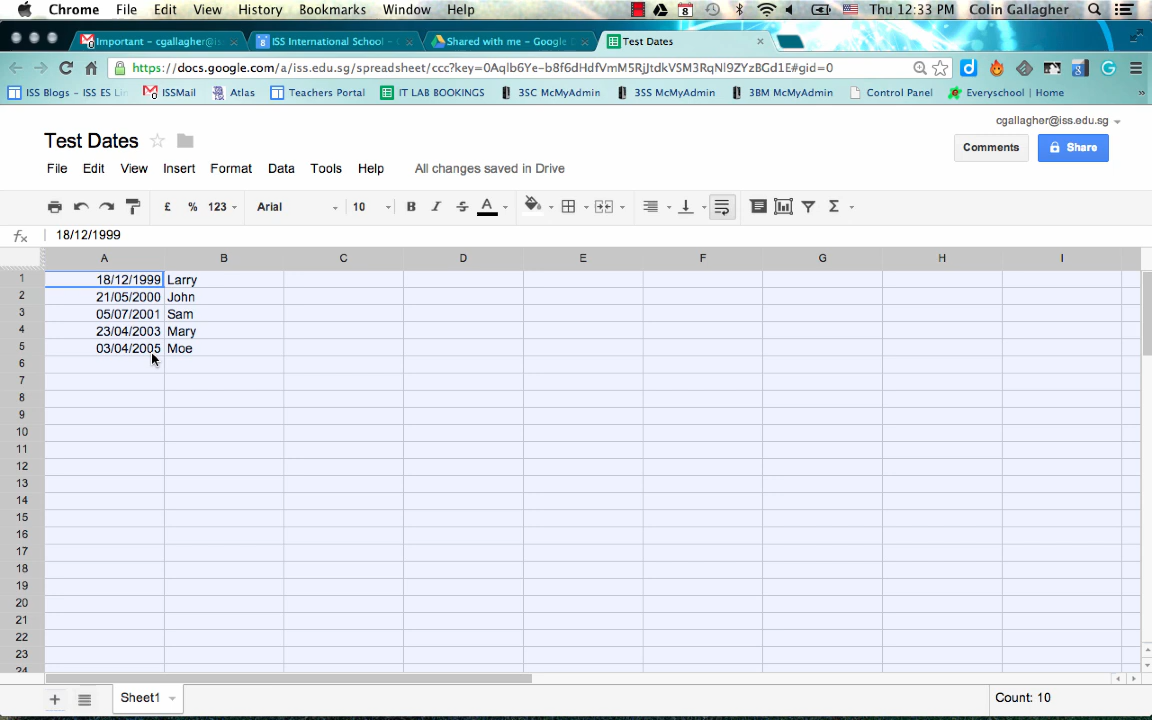 Chrome File Edit View History Bookmarks Window Help 8 Thu 12:33 PM Colin Gallagher
Important – cgallagher@is ISS International School – Shared with me – Google Test Dates
https://docs.google.com/a/iss.edu.sg/spreadsheet/ccc?key=0Aqlb6Ye-b8f6dHdfVmM5RjJtdkVSM3RqNl9ZYzBGd1E#gid=0
ISS Blogs – ISS ES Lin ISSMail Atlas Teachers Portal IT LAB BOOKINGS 3SC McMyAdmin 3SS McMyAdmin 3BM McMyAdmin Control Panel Everyschool | Home »
cgallagher@iss.edu.sg
Test Dates Comments Share
File Edit View Insert Format Data Tools Help All changes saved in Drive
£ % 123 Arial 10 B I S A Σ
fx 18/12/1999
A B C D E F G H I
1 18/12/1999 Larry
2 21/05/2000 John
3 05/07/2001 Sam
4 23/04/2003 Mary
5 03/04/2005 Moe
6
7
8
9
10
11
12
13
14
15
16
17
18
19
20
21
22
23
24
+ Sheet1 Count: 10